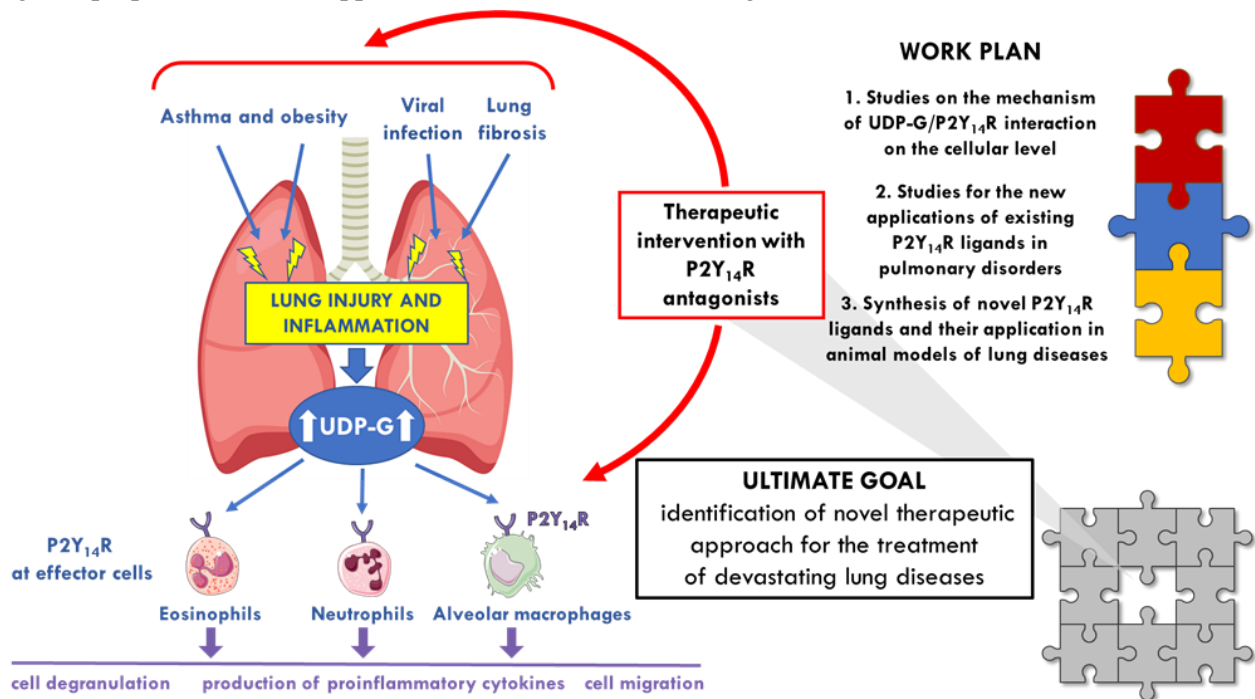 Asthma and obesity
Viral
infection
Lung
fibrosis
LUNG INJURY AND
INFLAMMATION
UDP-G
P2Y₁₄R
P2Y₁₄R
at effector cells
Eosinophils
Neutrophils
Alveolar macrophages
cell degranulation
production of proinflammatory cytokines
cell migration
Therapeutic
intervention with
P2Y₁₄R
antagonists
WORK PLAN
1. Studies on the mechanism
of UDP-G/P2Y₁₄R interaction
on the cellular level
2. Studies for the new
applications of existing
P2Y₁₄R ligands in
pulmonary disorders
3. Synthesis of novel P2Y₁₄R
ligands and their application in
animal models of lung diseases
ULTIMATE GOAL
identification of novel therapeutic
approach for the treatment
of devastating lung diseases